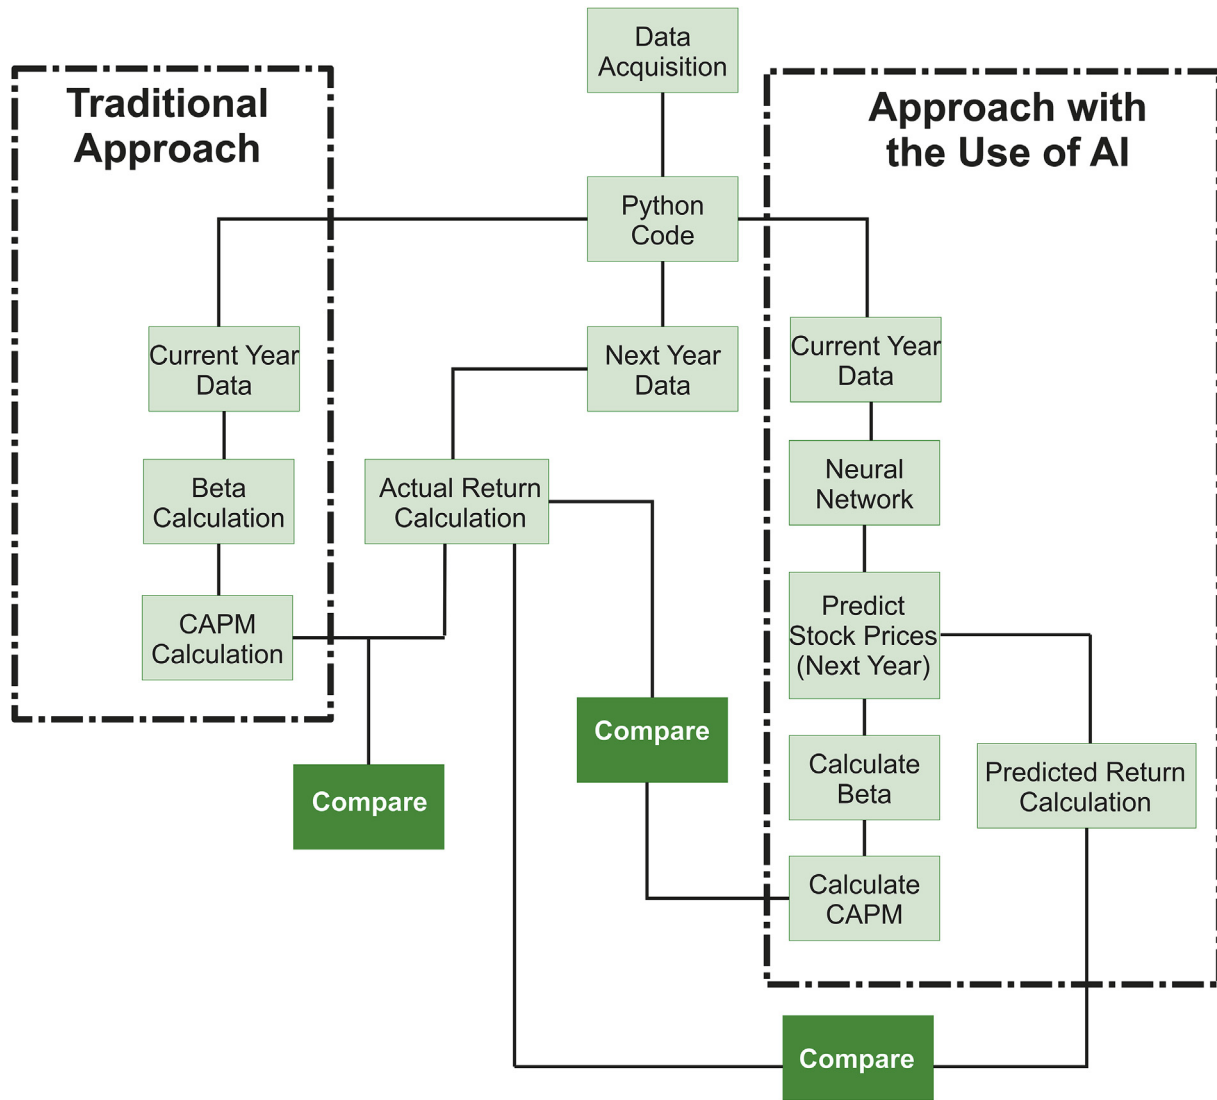 Data
Acquisition
Traditional
Approach
Approach with
the Use of AI
Python
Code
Current Year
Data
Next Year
Data
Current Year
Data
Beta
Calculation
Actual Return
Calculation
Neural
Network
CAPM
Calculation
Predict
Stock Prices
(Next Year)
Compare
Compare
Calculate
Beta
Predicted Return
Calculation
Calculate
CAPM
Compare